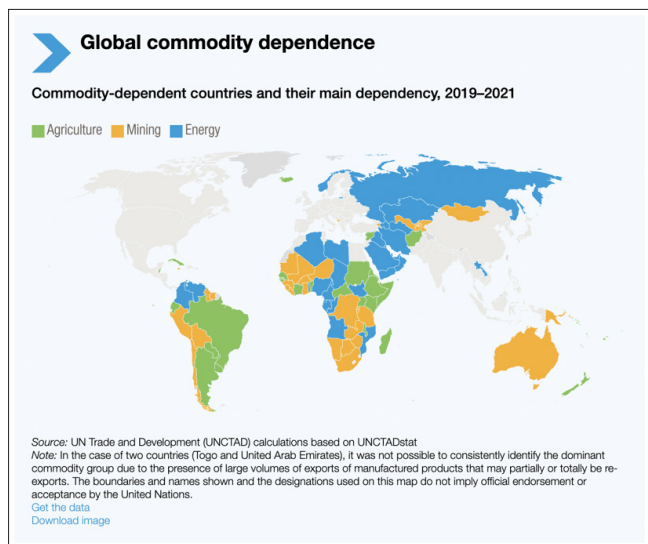 Global commodity dependence
Commodity-dependent countries and their main dependency, 2019–2021
Agriculture Mining Energy
Source: UN Trade and Development (UNCTAD) calculations based on UNCTADstat
Note: In the case of two countries (Togo and United Arab Emirates), it was not possible to consistently identify the dominant
commodity group due to the presence of large volumes of exports of manufactured products that may partially or totally be re-
exports. The boundaries and names shown and the designations used on this map do not imply official endorsement or
acceptance by the United Nations.
Get the data
Download image